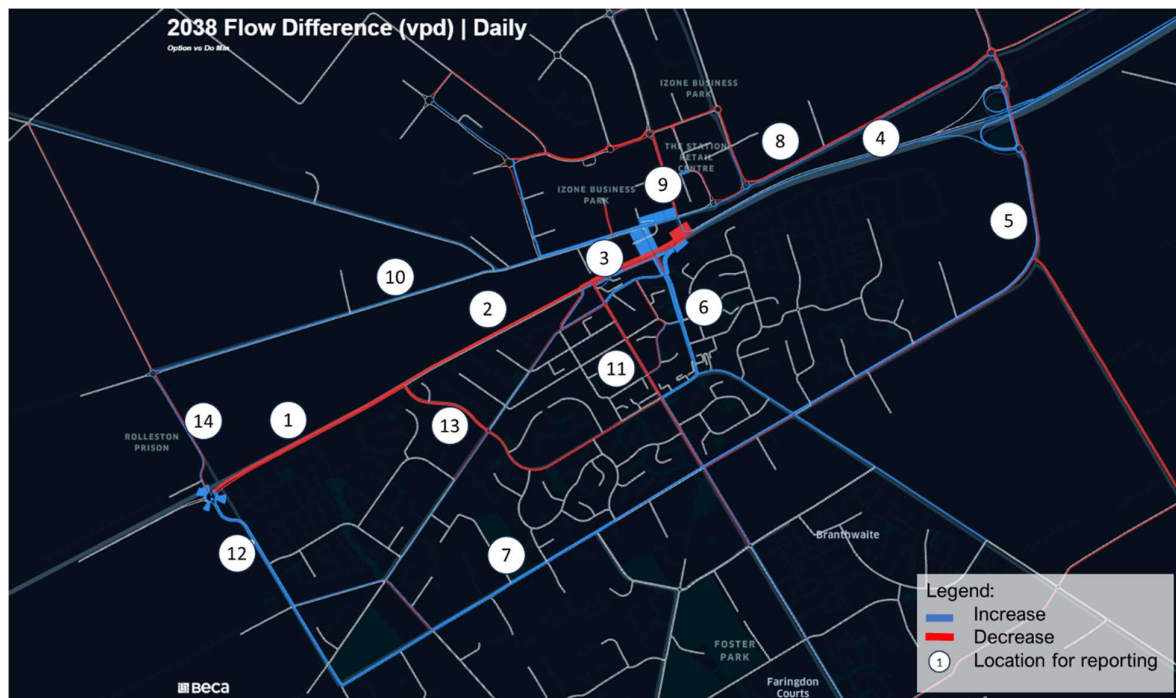 2038 Flow Difference (vpd) | Daily
Option vs Do Min
IZONE BUSINESS
PARK
8
4
THE STATION
RETAIL
CENTRE
9
IZONE BUSINESS
PARK
5
3
10
2
6
11
14
1
13
ROLLESTON
PRISON
12
7
Branthwaite
Legend:
Increase
Decrease
1 Location for reporting
FOSTER
PARK
Faringdon
Courts
Beca